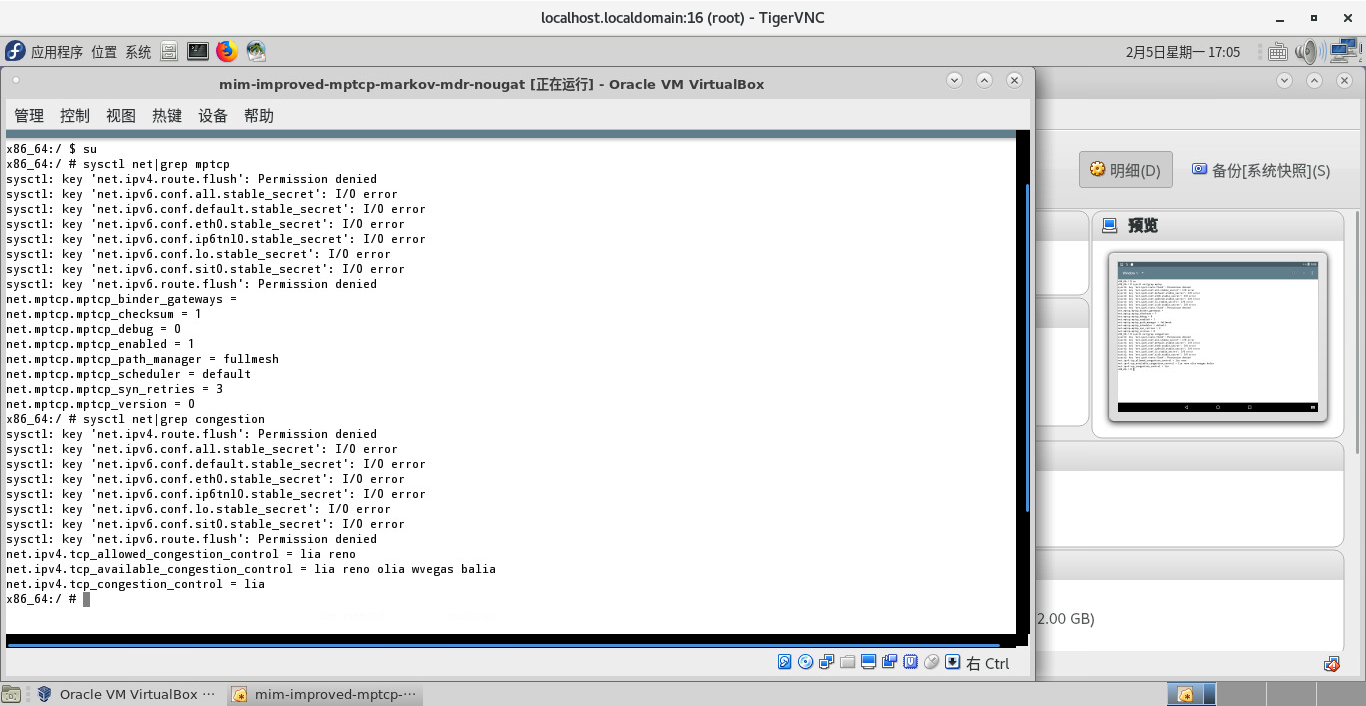 localhost.localdomain:16 (root) - TigerVNC
应用程序 位置 系统
2月5日星期一 17:05
mim-improved-mptcp-markov-mdr-nougat [正在运行] - Oracle VM VirtualBox
管理 控制 视图 热键 设备 帮助
x86_64:/ $ su
x86_64:/ # sysctl net|grep mptcp
sysctl: key 'net.ipv4.route.flush': Permission denied
sysctl: key 'net.ipv6.conf.all.stable_secret': I/O error
sysctl: key 'net.ipv6.conf.default.stable_secret': I/O error
sysctl: key 'net.ipv6.conf.eth0.stable_secret': I/O error
sysctl: key 'net.ipv6.conf.ip6tnl0.stable_secret': I/O error
sysctl: key 'net.ipv6.conf.lo.stable_secret': I/O error
sysctl: key 'net.ipv6.conf.sit0.stable_secret': I/O error
sysctl: key 'net.ipv6.route.flush': Permission denied
net.mptcp.mptcp_binder_gateways =
net.mptcp.mptcp_checksum = 1
net.mptcp.mptcp_debug = 0
net.mptcp.mptcp_enabled = 1
net.mptcp.mptcp_path_manager = fullmesh
net.mptcp.mptcp_scheduler = default
net.mptcp.mptcp_syn_retries = 3
net.mptcp.mptcp_version = 0
x86_64:/ # sysctl net|grep congestion
sysctl: key 'net.ipv4.route.flush': Permission denied
sysctl: key 'net.ipv6.conf.all.stable_secret': I/O error
sysctl: key 'net.ipv6.conf.default.stable_secret': I/O error
sysctl: key 'net.ipv6.conf.eth0.stable_secret': I/O error
sysctl: key 'net.ipv6.conf.ip6tnl0.stable_secret': I/O error
sysctl: key 'net.ipv6.conf.lo.stable_secret': I/O error
sysctl: key 'net.ipv6.conf.sit0.stable_secret': I/O error
sysctl: key 'net.ipv6.route.flush': Permission denied
net.ipv4.tcp_allowed_congestion_control = lia reno
net.ipv4.tcp_available_congestion_control = lia reno olia wvegas balia
net.ipv4.tcp_congestion_control = lia
x86_64:/ #
明细(D) 备份[系统快照](S)
预览
2.00 GB)
右 Ctrl
Oracle VM VirtualBox ···
mim-improved-mptcp-···